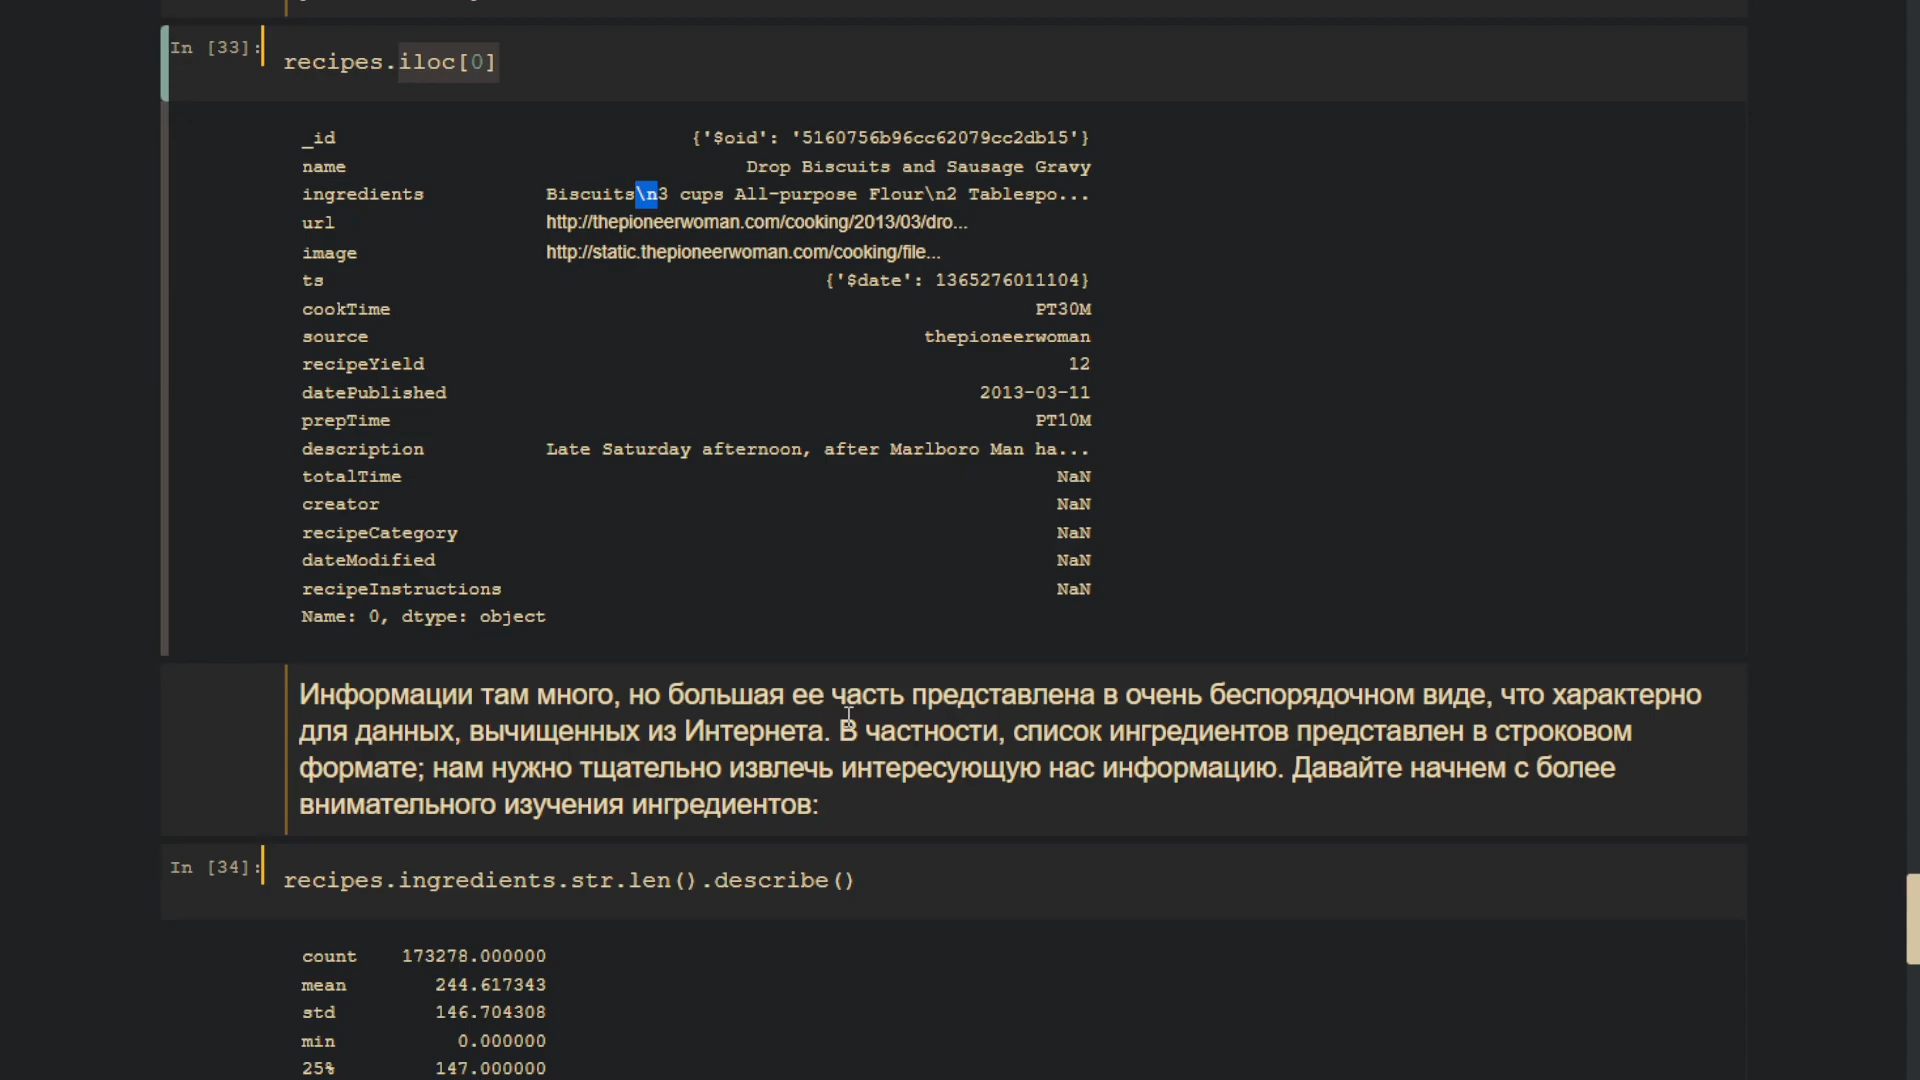 In [33]:
recipes.iloc[0]
_id {'$oid': '5160756b96cc62079cc2db15'}
name Drop Biscuits and Sausage Gravy
ingredients Biscuits\n3 cups All-purpose Flour\n2 Tablespo...
url http://thepioneerwoman.com/cooking/2013/03/dro...
image http://static.thepioneerwoman.com/cooking/file...
ts {'$date': 1365276011104}
cookTime PT30M
source thepioneerwoman
recipeYield 12
datePublished 2013-03-11
prepTime PT10M
description Late Saturday afternoon, after Marlboro Man ha...
totalTime NaN
creator NaN
recipeCategory NaN
dateModified NaN
recipeInstructions NaN
Name: 0, dtype: object
Информации там много, но большая ее часть представлена в очень беспорядочном виде, что характерно
для данных, вычищенных из Интернета. В частности, список ингредиентов представлен в строковом
формате; нам нужно тщательно извлечь интересующую нас информацию. Давайте начнем с более
внимательного изучения ингредиентов:
In [34]:
recipes.ingredients.str.len().describe()
count 173278.000000
mean 244.617343
std 146.704308
min 0.000000
25% 147.000000